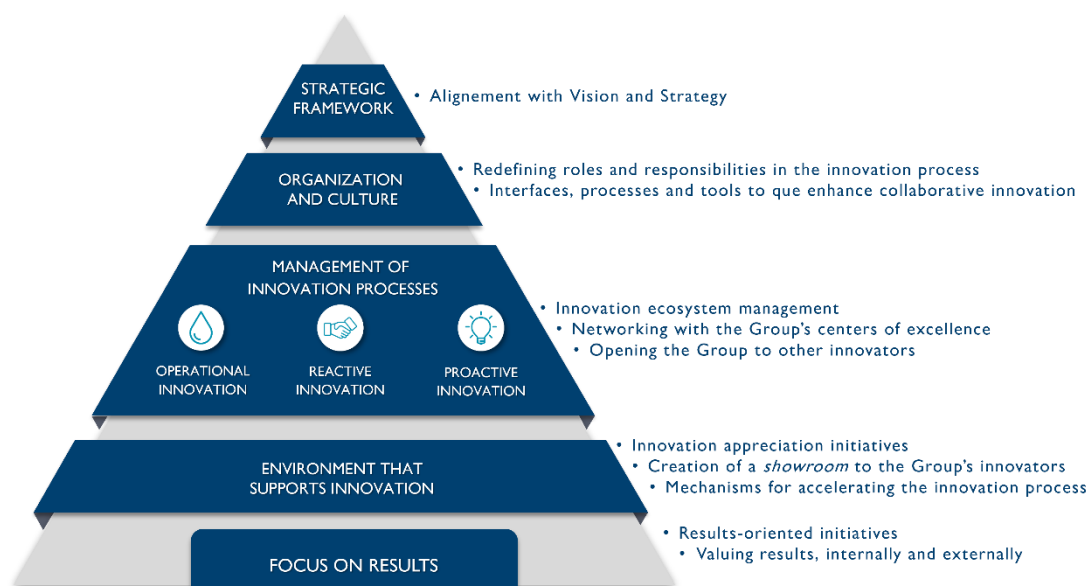 STRATEGIC
FRAMEWORK
• Alignement with Vision and Strategy
ORGANIZATION
AND CULTURE
• Redefining roles and responsibilities in the innovation process
• Interfaces, processes and tools to que enhance collaborative innovation
MANAGEMENT OF
INNOVATION PROCESSES
OPERATIONAL
INNOVATION
REACTIVE
INNOVATION
PROACTIVE
INNOVATION
• Innovation ecosystem management
• Networking with the Group's centers of excellence
• Opening the Group to other innovators
ENVIRONMENT THAT
SUPPORTS INNOVATION
• Innovation appreciation initiatives
• Creation of a showroom to the Group's innovators
• Mechanisms for accelerating the innovation process
FOCUS ON RESULTS
• Results-oriented initiatives
• Valuing results, internally and externally